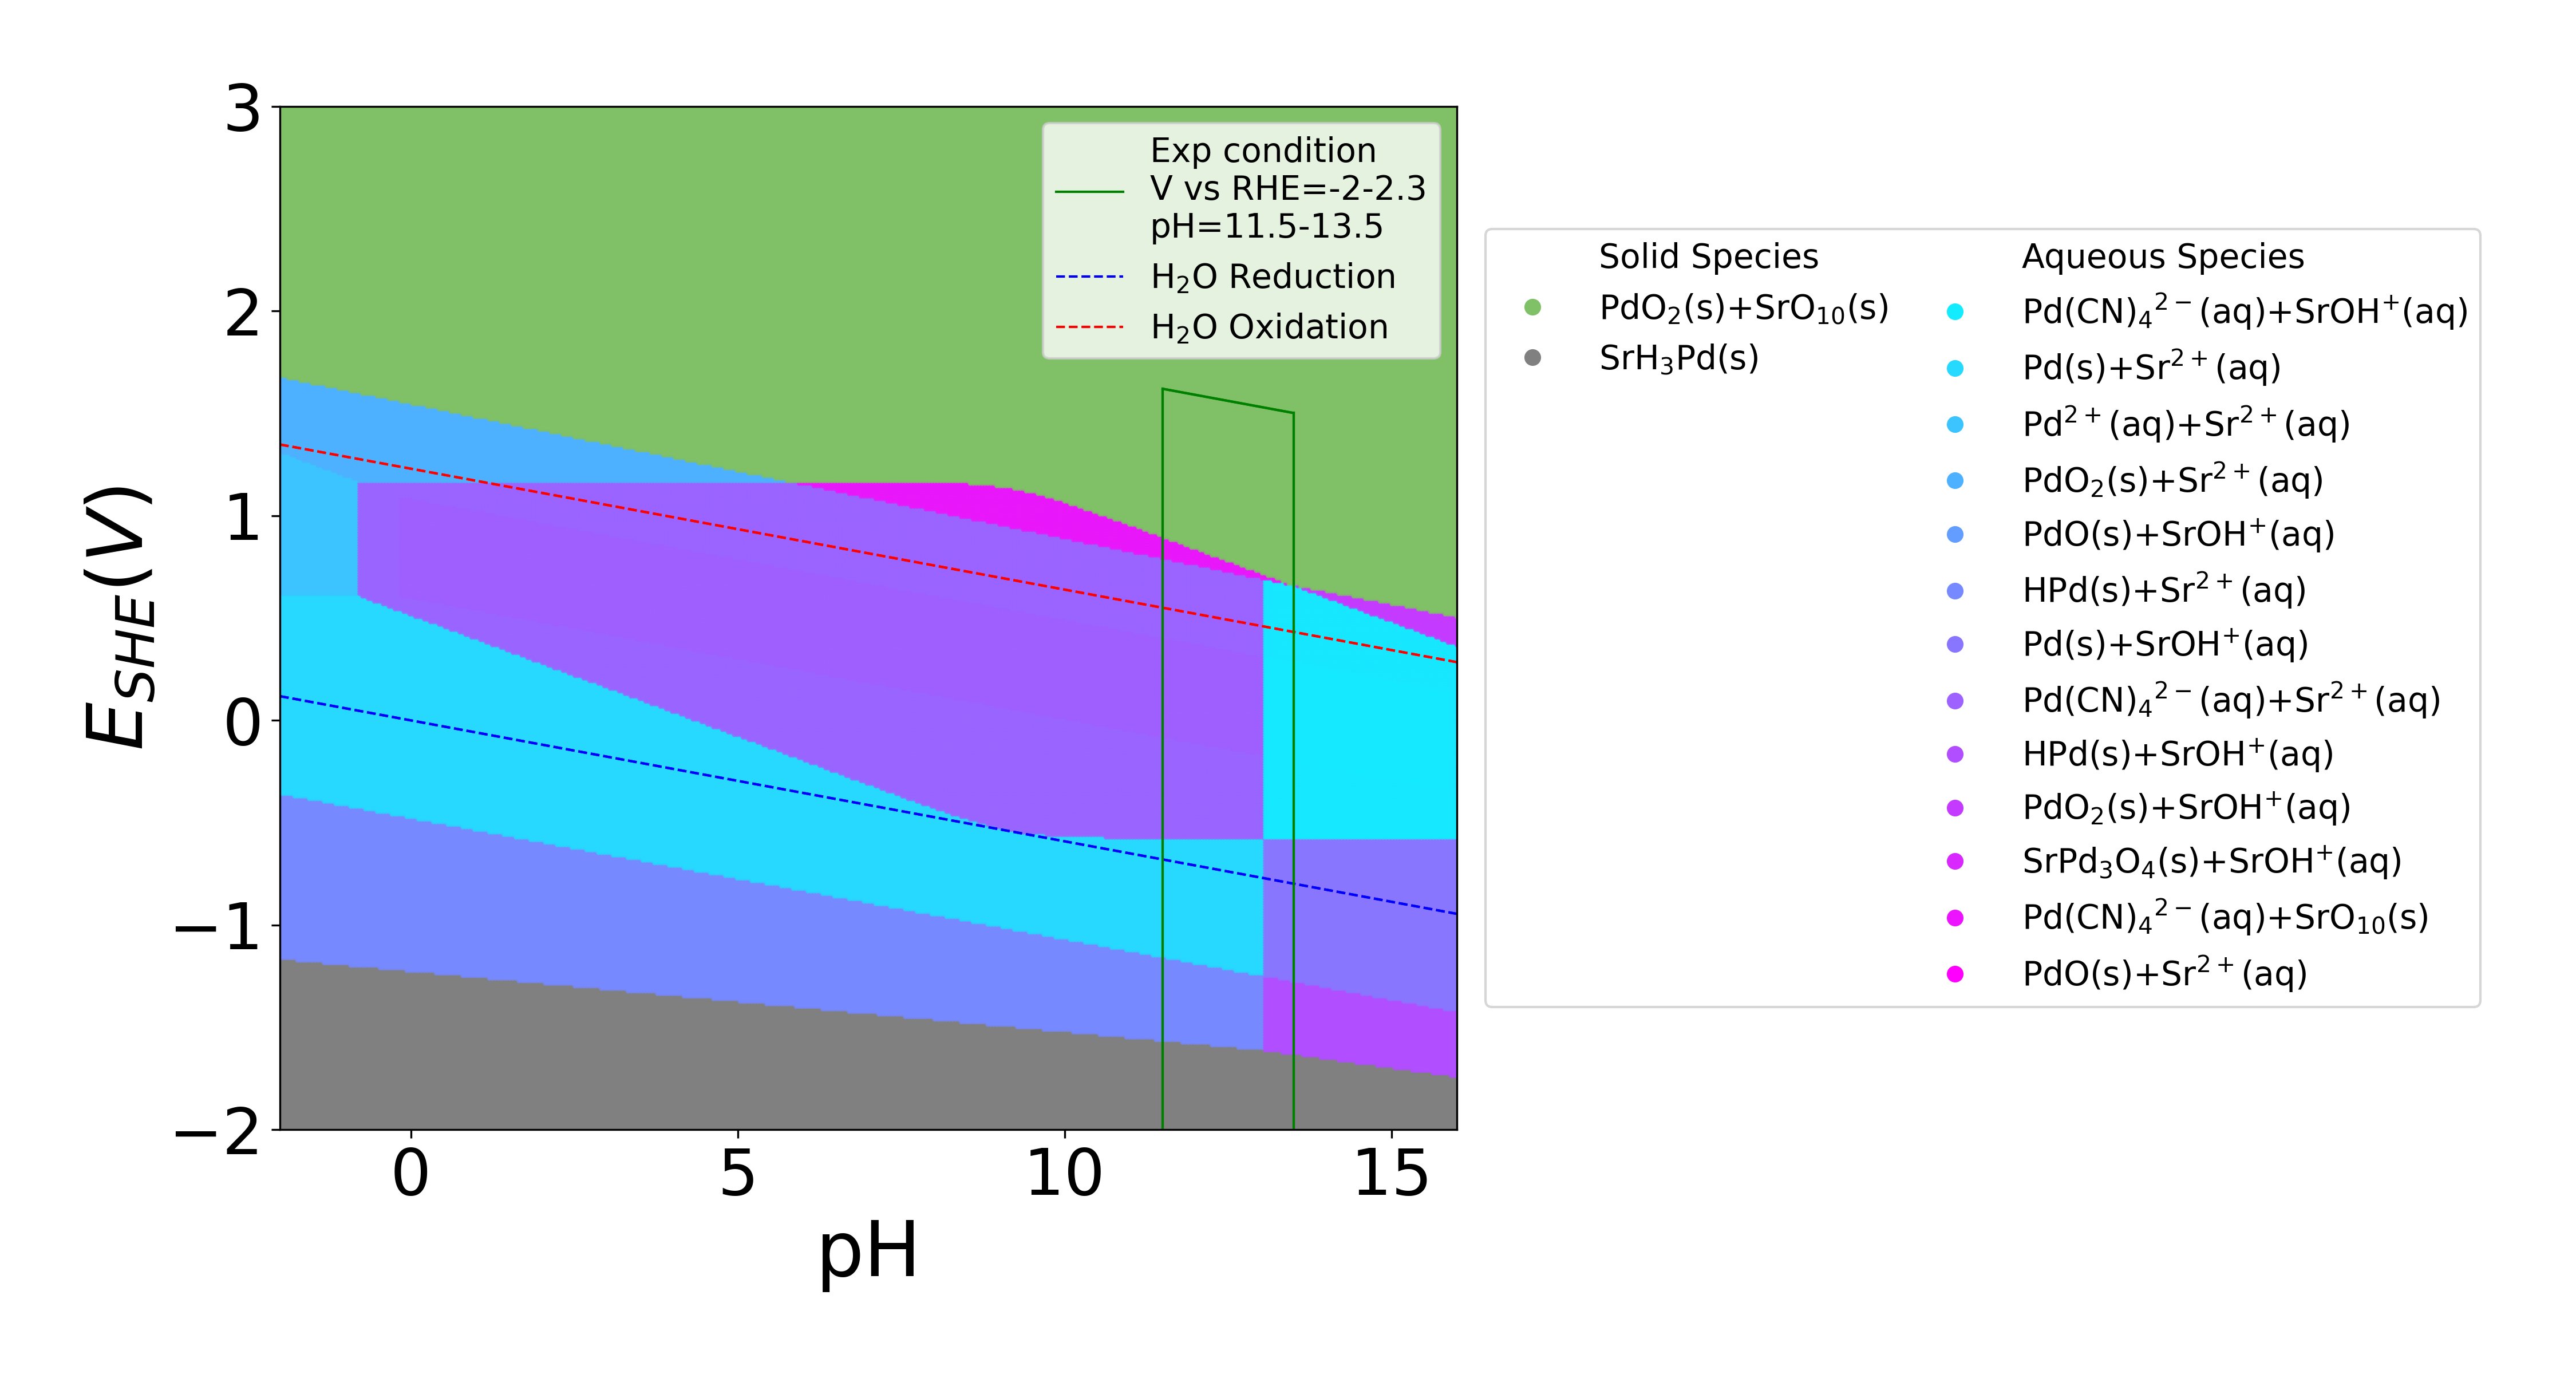 3
2
1
0
−1
−2
E_SHE(V)
0
5
10
15
pH
Exp condition
V vs RHE=-2-2.3
pH=11.5-13.5
H₂O Reduction
H₂O Oxidation
Solid Species
PdO₂(s)+SrO₁₀(s)
SrH₃Pd(s)
Aqueous Species
Pd(CN)₄²⁻(aq)+SrOH⁺(aq)
Pd(s)+Sr²⁺(aq)
Pd²⁺(aq)+Sr²⁺(aq)
PdO₂(s)+Sr²⁺(aq)
PdO(s)+SrOH⁺(aq)
HPd(s)+Sr²⁺(aq)
Pd(s)+SrOH⁺(aq)
Pd(CN)₄²⁻(aq)+Sr²⁺(aq)
HPd(s)+SrOH⁺(aq)
PdO₂(s)+SrOH⁺(aq)
SrPd₃O₄(s)+SrOH⁺(aq)
Pd(CN)₄²⁻(aq)+SrO₁₀(s)
PdO(s)+Sr²⁺(aq)